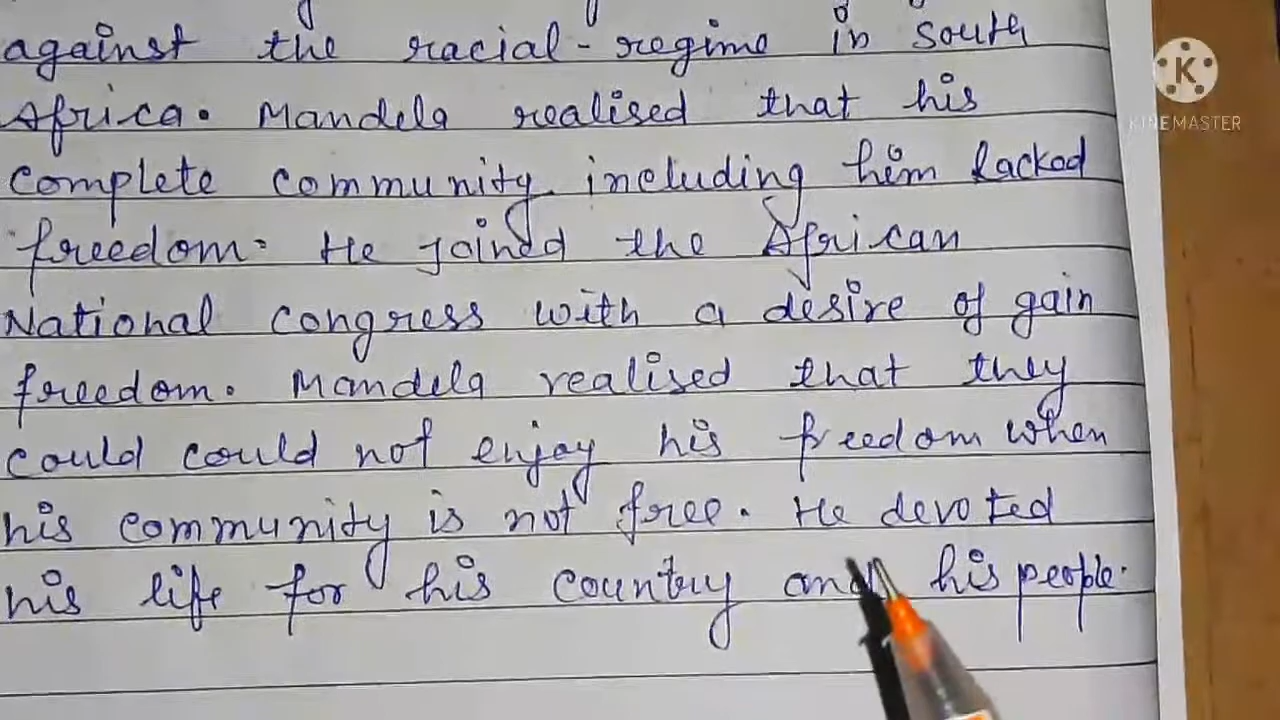 against the racial-regime in south
Africa. Mandela realised that his
complete community including him lacked
freedom. He joined the African
National congress with a desire of gain
freedom. Mandela realised that they
could could not enjoy his freedom when
his community is not free. He devoted
his life for his country and his people.
K
KINEMASTER